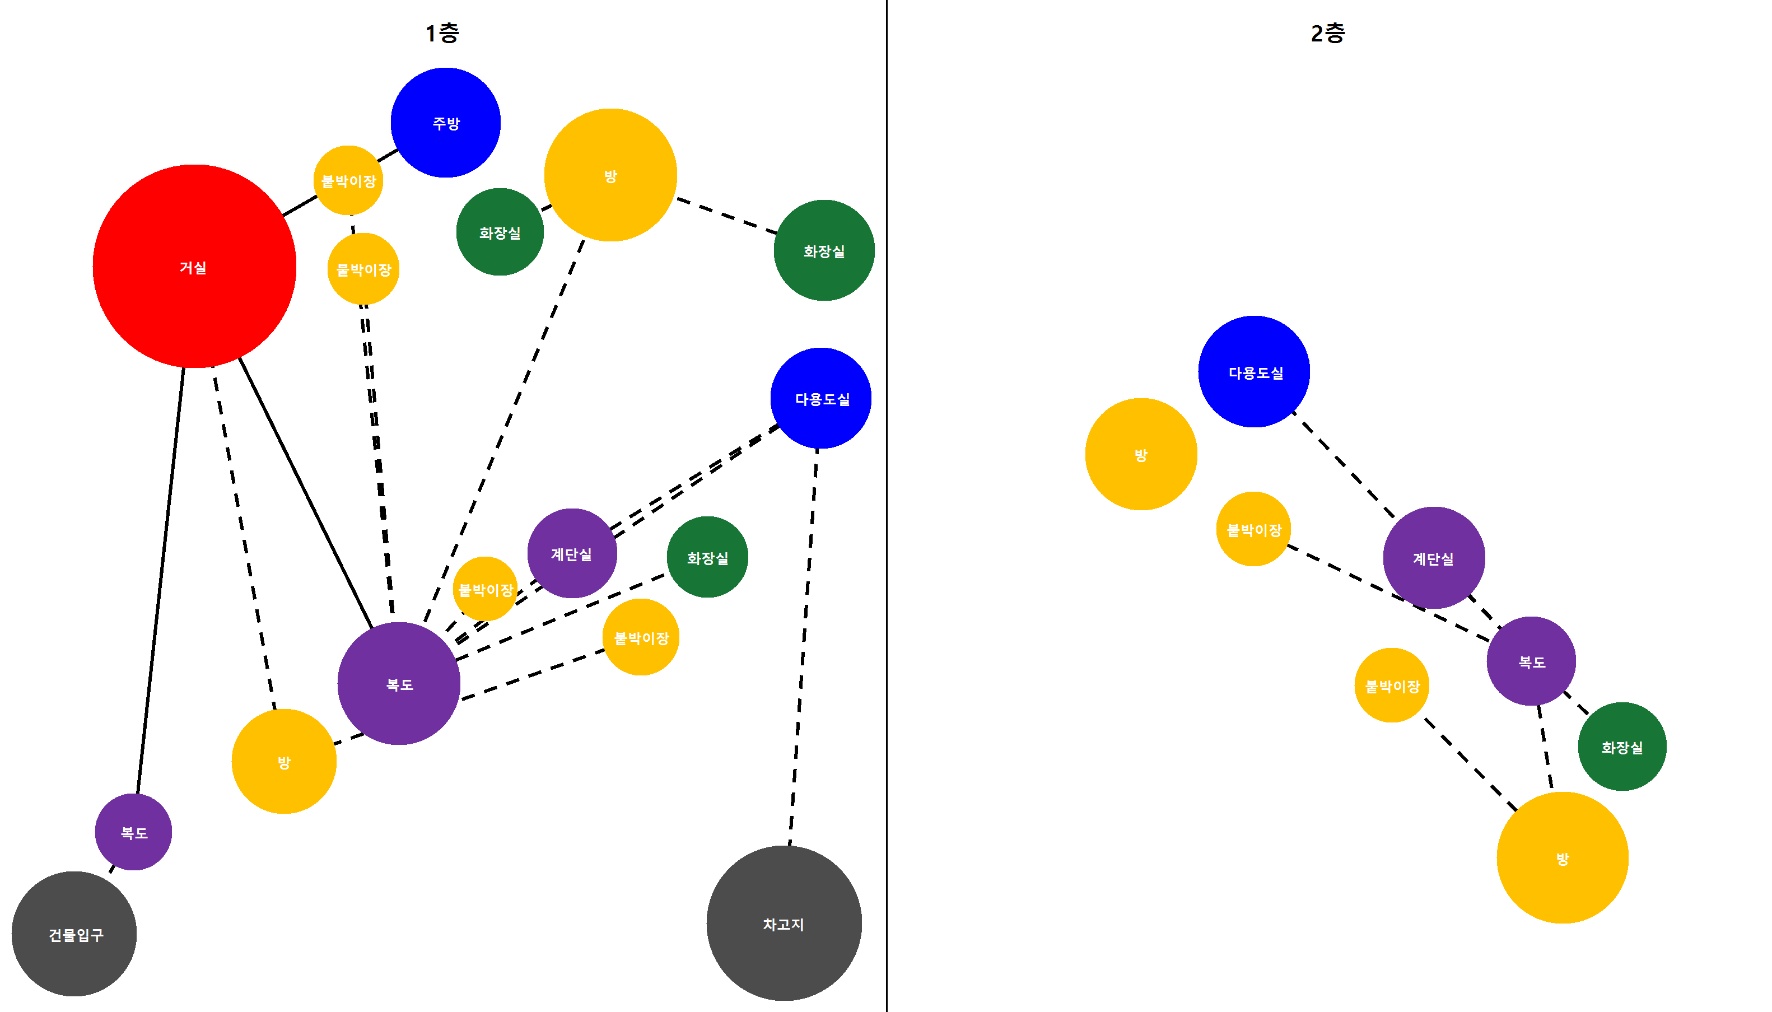 1층
주방
붙박이장
방
화장실
화장실
거실
붙박이장
다용도실
계단실
화장실
붙박이장
붙박이장
복도
방
복도
건물입구
차고지
2층
다용도실
방
붙박이장
계단실
복도
붙박이장
화장실
방